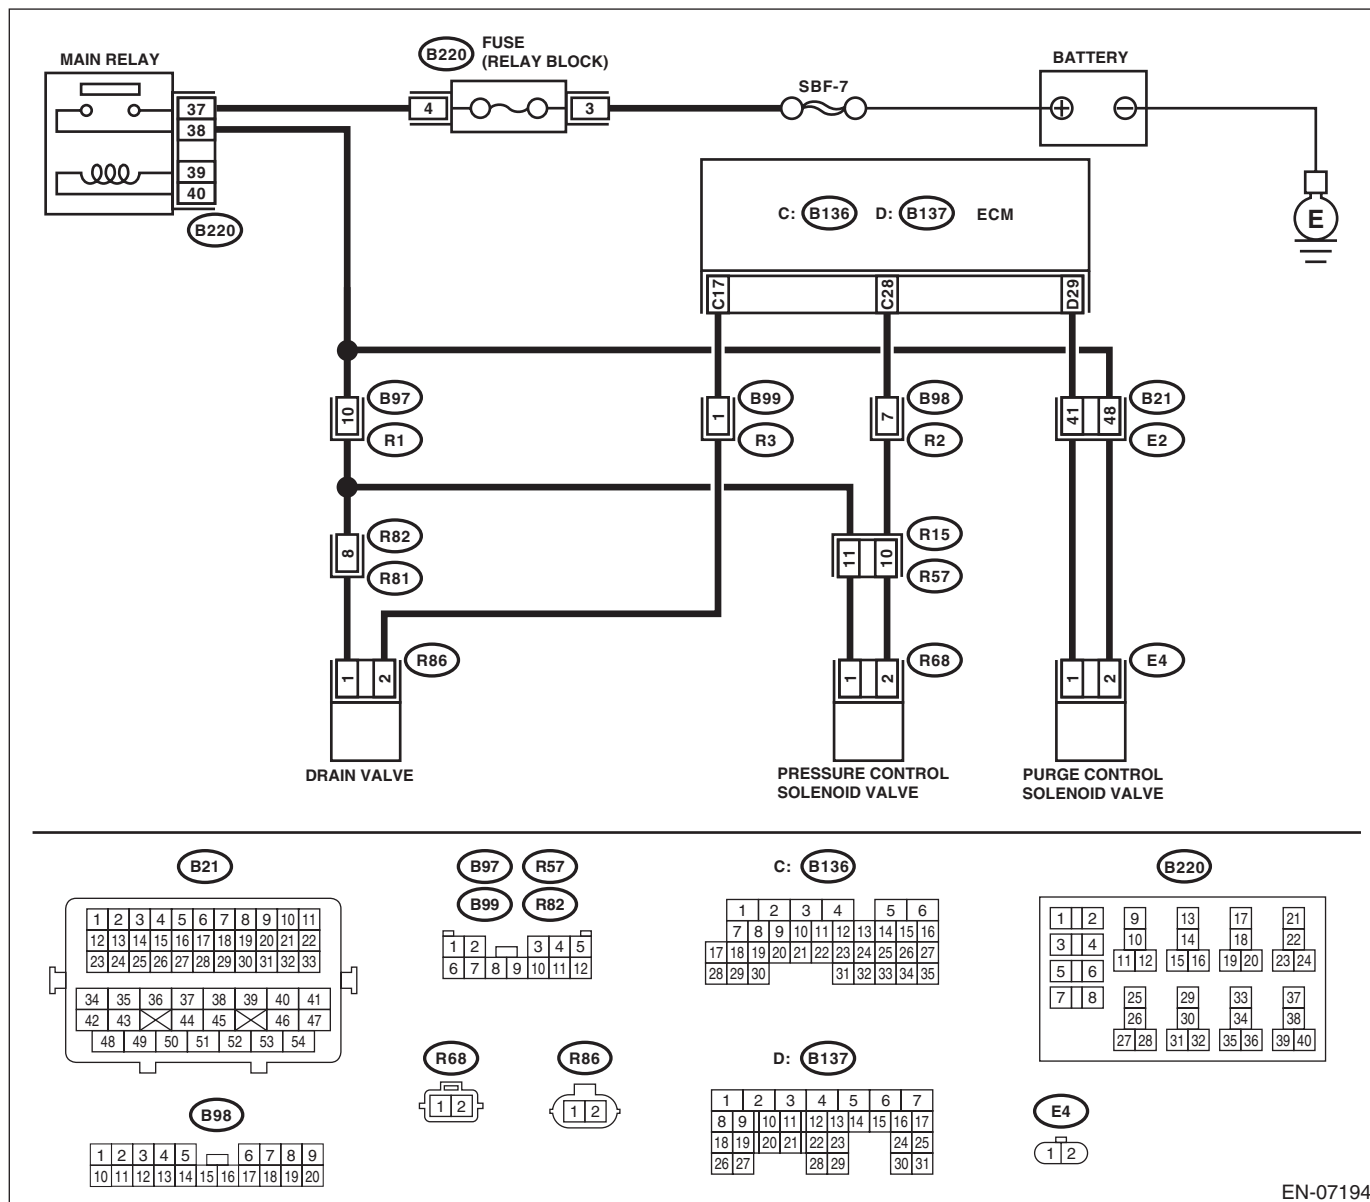 MAIN RELAY
B220
FUSE
(RELAY BLOCK)
SBF-7
BATTERY
37
38
39
40
4
3
B220
E
C: B136 D: B137 ECM
C17
C28
D29
10
B97
R1
1
B99
R3
7
B98
R2
41
48
B21
E2
8
R82
R81
11
10
R15
R57
1
2
R86
1
2
R68
1
2
E4
DRAIN VALVE
PRESSURE CONTROL
SOLENOID VALVE
PURGE CONTROL
SOLENOID VALVE
B21
1 2 3 4 5 6 7 8 9 10 11
12 13 14 15 16 17 18 19 20 21 22
23 24 25 26 27 28 29 30 31 32 33
34 35 36 37 38 39 40 41
42 43 44 45 46 47
48 49 50 51 52 53 54
B98
1 2 3 4 5 6 7 8 9
10 11 12 13 14 15 16 17 18 19 20
B97 R57
B99 R82
1 2 3 4 5
6 7 8 9 10 11 12
R68
1 2
R86
1 2
C: B136
1 2 3 4 5 6
7 8 9 10 11 12 13 14 15 16
17 18 19 20 21 22 23 24 25 26 27
28 29 30 31 32 33 34 35
D: B137
1 2 3 4 5 6 7
8 9 10 11 12 13 14 15 16 17
18 19 20 21 22 23 24 25
26 27 28 29 30 31
B220
1 2 9 13 17 21
3 4 10 14 18 22
5 6 11 12 15 16 19 20 23 24
7 8 25 29 33 37
26 30 34 38
27 28 31 32 35 36 39 40
E4
1 2
EN-07194